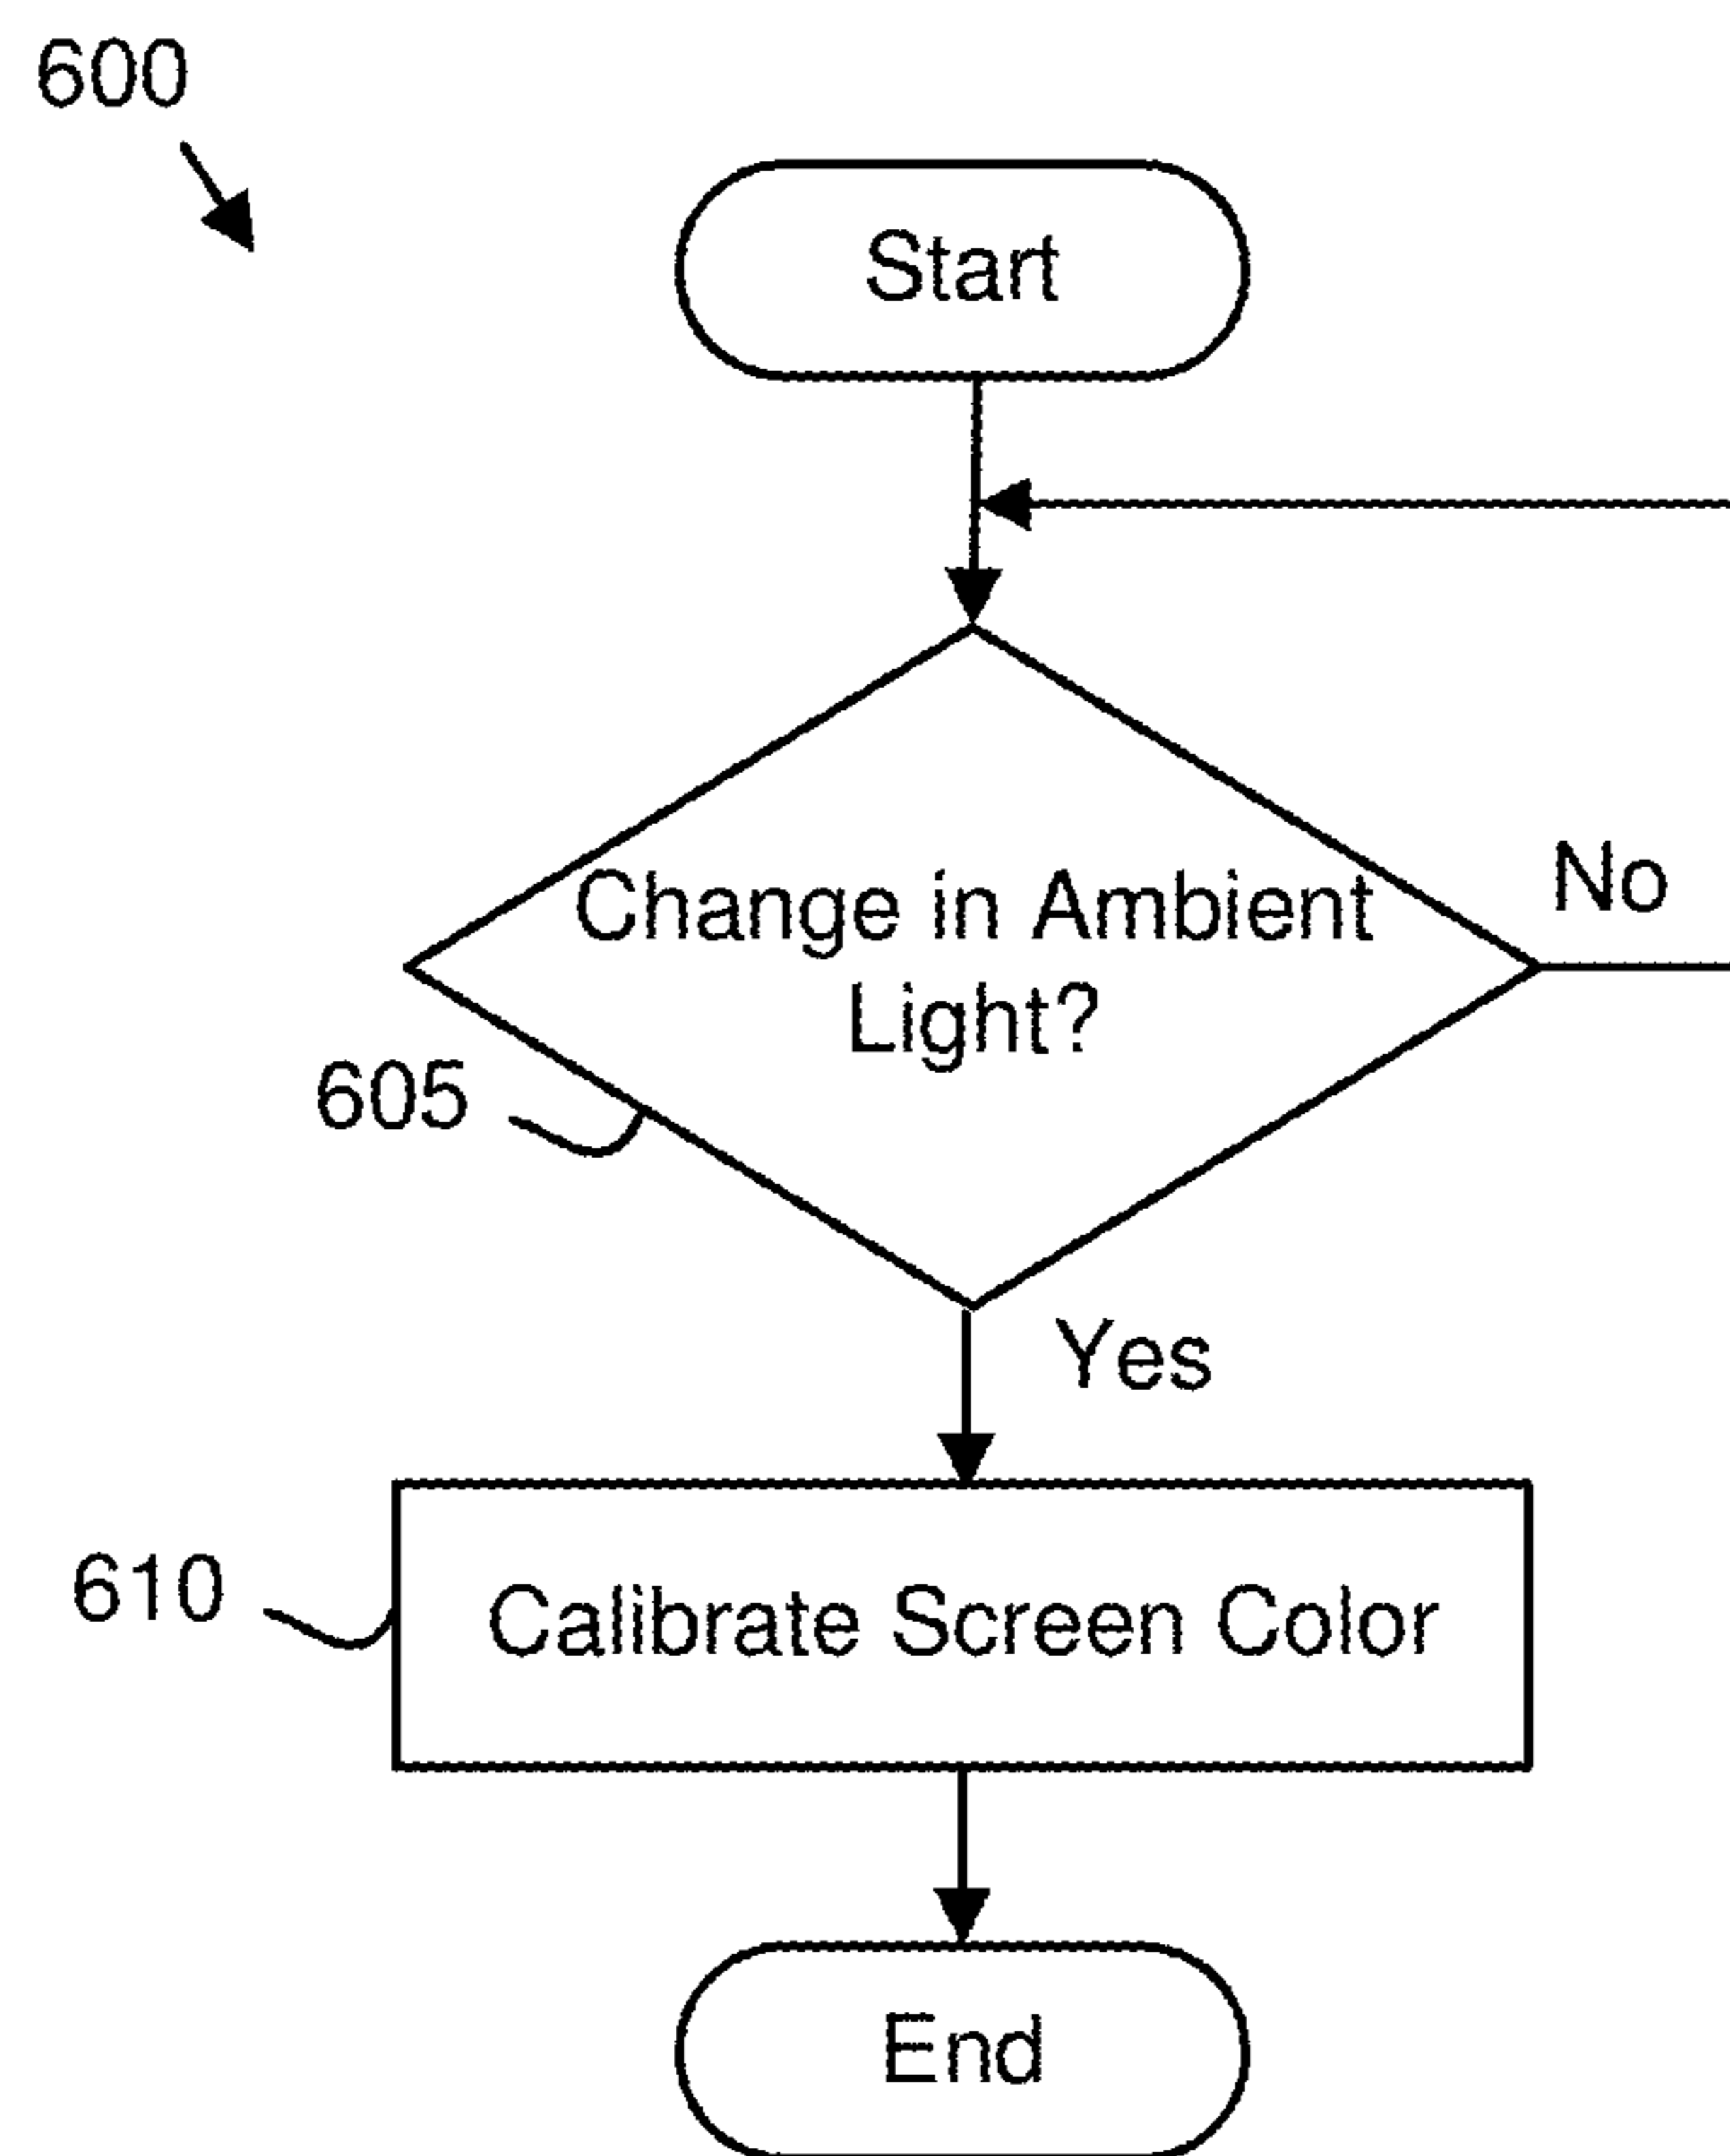 600
Start
Change in Ambient
Light?
No
605
Yes
610
Calibrate Screen Color
End